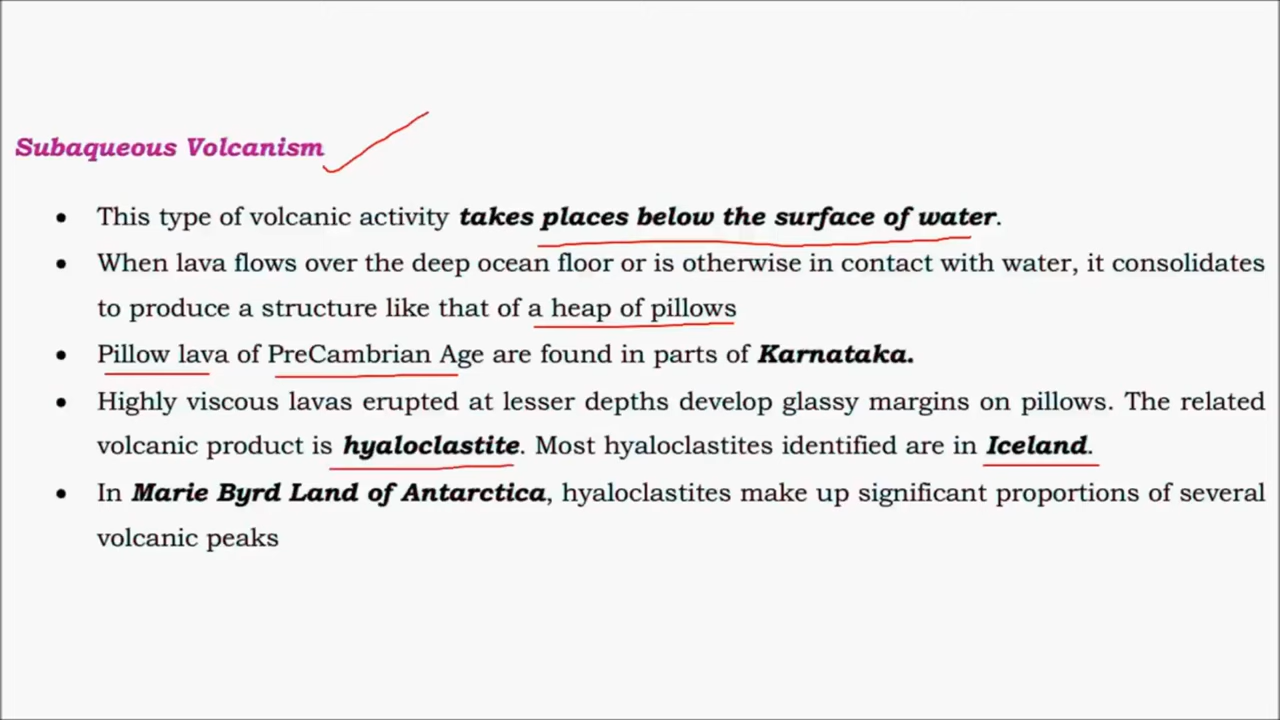 Subaqueous Volcanism
• This type of volcanic activity takes places below the surface of water.
• When lava flows over the deep ocean floor or is otherwise in contact with water, it consolidates
to produce a structure like that of a heap of pillows
• Pillow lava of PreCambrian Age are found in parts of Karnataka.
• Highly viscous lavas erupted at lesser depths develop glassy margins on pillows. The related
volcanic product is hyaloclastite. Most hyaloclastites identified are in Iceland.
• In Marie Byrd Land of Antarctica, hyaloclastites make up significant proportions of several
volcanic peaks